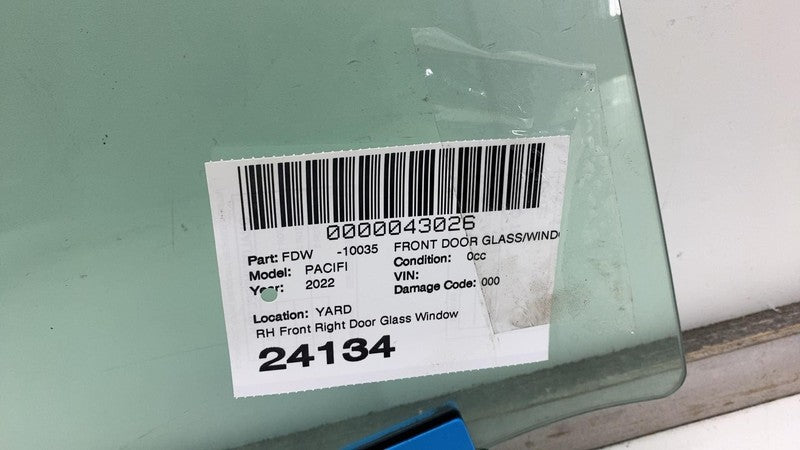 0000043026
Part: FDW -10035 FRONT DOOR GLASS/WINDO
Model: PACIFI Condition: 0cc
Year: 2022 VIN:
Damage Code: 000
Location: YARD
RH Front Right Door Glass Window
24134